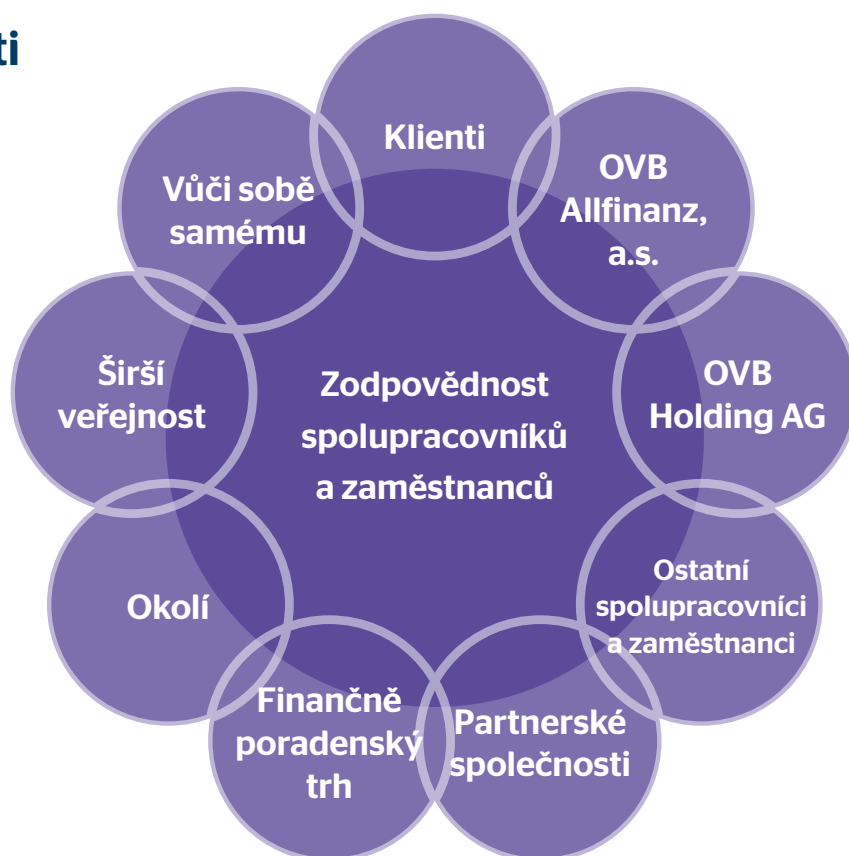 ti
Klienti
OVB
Allfinanz,
a.s.
OVB
Holding AG
Ostatní
spolupracovníci
a zaměstnanci
Partnerské
společnosti
Finančně
poradenský
trh
Okolí
Širší
veřejnost
Vůči sobě
samému
Zodpovědnost
spolupracovníků
a zaměstnanců